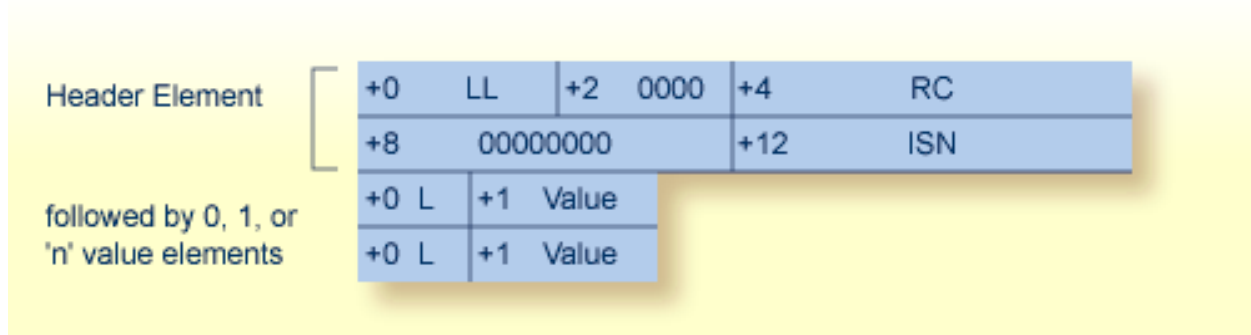 Header Element
+0 LL +2 0000 +4 RC
+8 00000000 +12 ISN
followed by 0, 1, or
'n' value elements
+0 L +1 Value
+0 L +1 Value